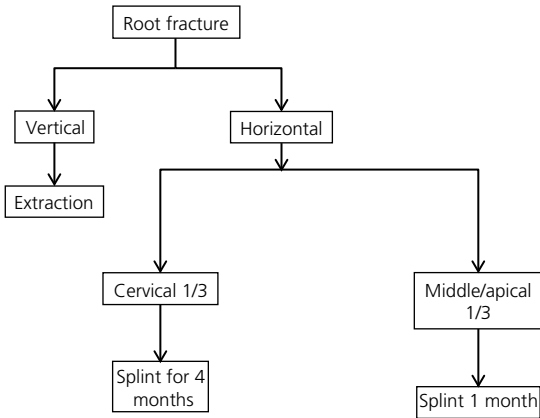 Root fracture
Vertical
Horizontal
Extraction
Cervical 1/3
Middle/apical
1/3
Splint for 4
months
Splint 1 month